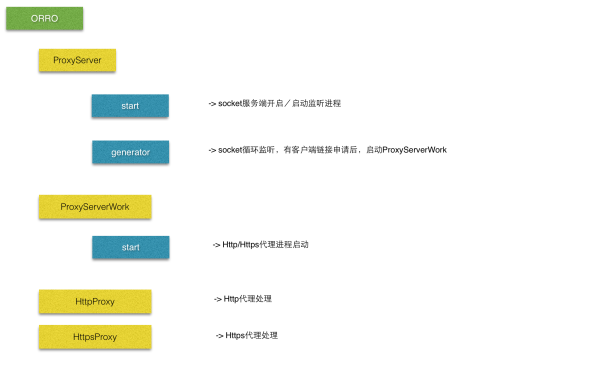 ORRO
ProxyServer
start
-> socket服务端开启／启动监听进程
generator
-> socket循环监听，有客户端链接申请后，启动ProxyServerWork
ProxyServerWork
start
-> Http/Https代理进程启动
HttpProxy
-> Http代理处理
HttpsProxy
-> Https代理处理